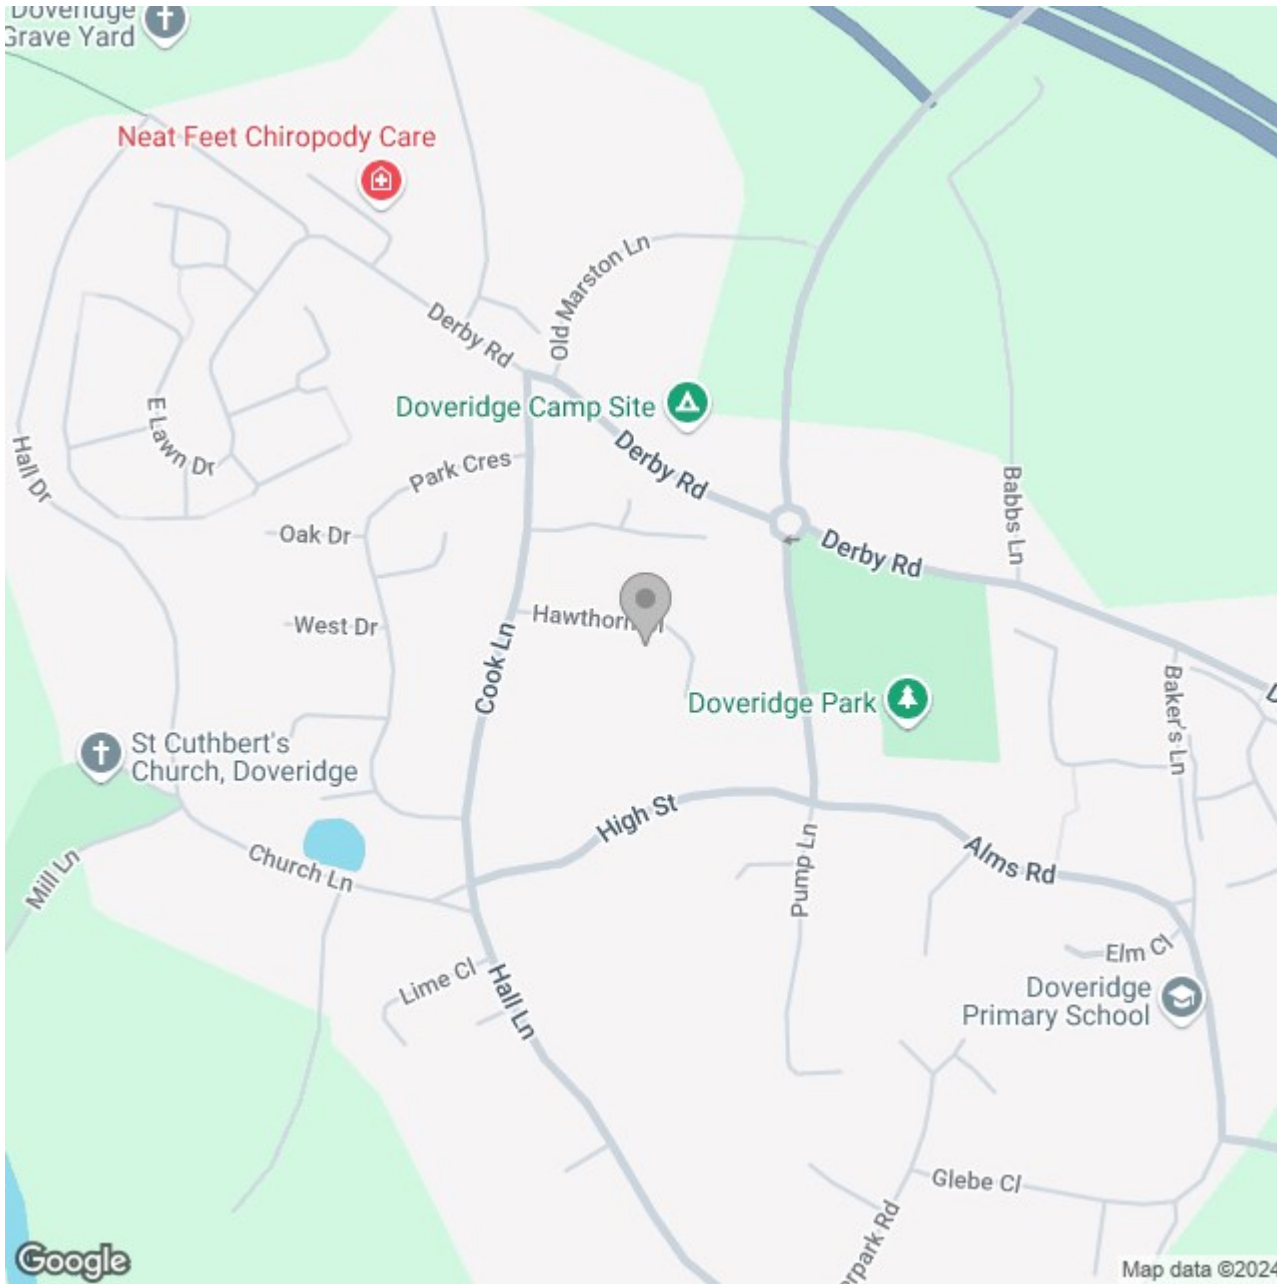 Doveridge
Grave Yard
Neat Feet Chiropody Care
Old Marston Ln
Derby Rd
Doveridge Camp Site
E Lawn Dr
Hall Dr
Park Cres
Derby Rd
Babbs Ln
Oak Dr
Derby Rd
Hawthorn
West Dr
Cook Ln
Doveridge Park
Baker's Ln
St Cuthbert's
Church, Doveridge
High St
Mill Ln
Church Ln
Pump Ln
Alms Rd
Elm Cl
Lime Cl
Hall Ln
Doveridge
Primary School
Glebe Cl
Google
Map data ©2024